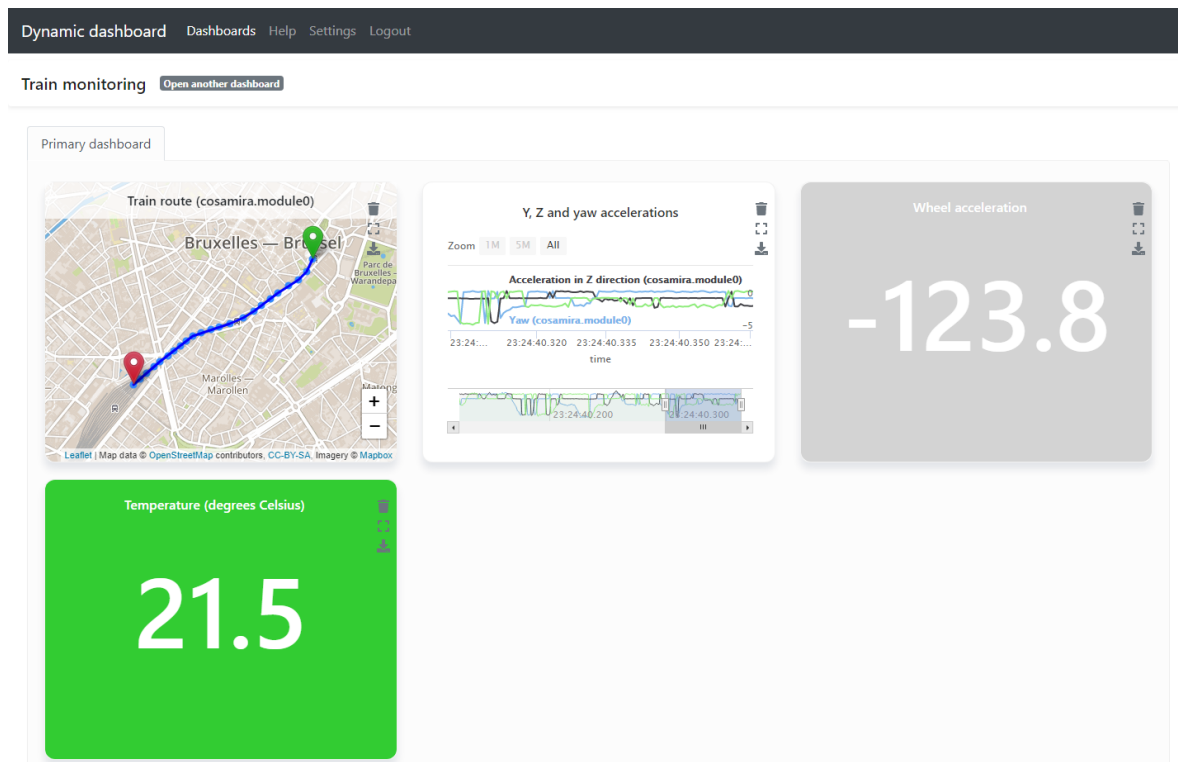 Dynamic dashboard Dashboards Help Settings Logout
Train monitoring Open another dashboard
Primary dashboard
Train route (cosamira.module0)
Bruxelles — Brussel
Parc de
Bruxelles -
Warandepa
Marolles —
Marollen
Matong
+
−
Leaflet | Map data © OpenStreetMap contributors, CC-BY-SA, Imagery © Mapbox
Y, Z and yaw accelerations
Zoom 1M 5M All
Acceleration in Z direction (cosamira.module0)
0
Yaw (cosamira.module0)
-5
23:24:... 23:24:40.320 23:24:40.335 23:24:40.350 23:24:...
time
23:24:40.200 23:24:40.300
Wheel acceleration
-123.8
Temperature (degrees Celsius)
21.5